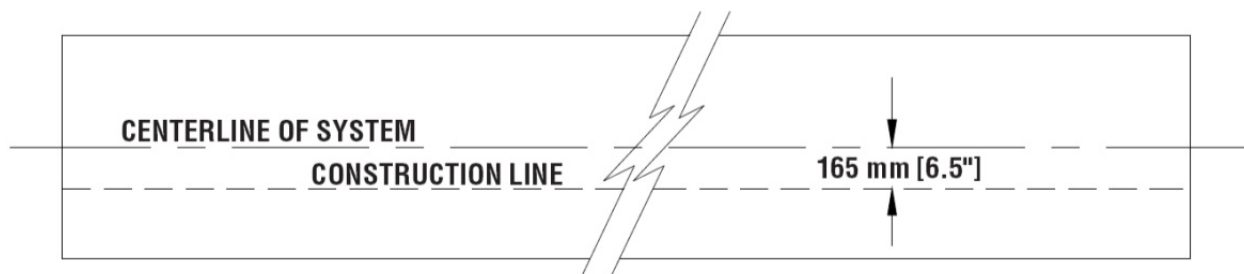 CENTERLINE OF SYSTEM
CONSTRUCTION LINE
165 mm [6.5"]